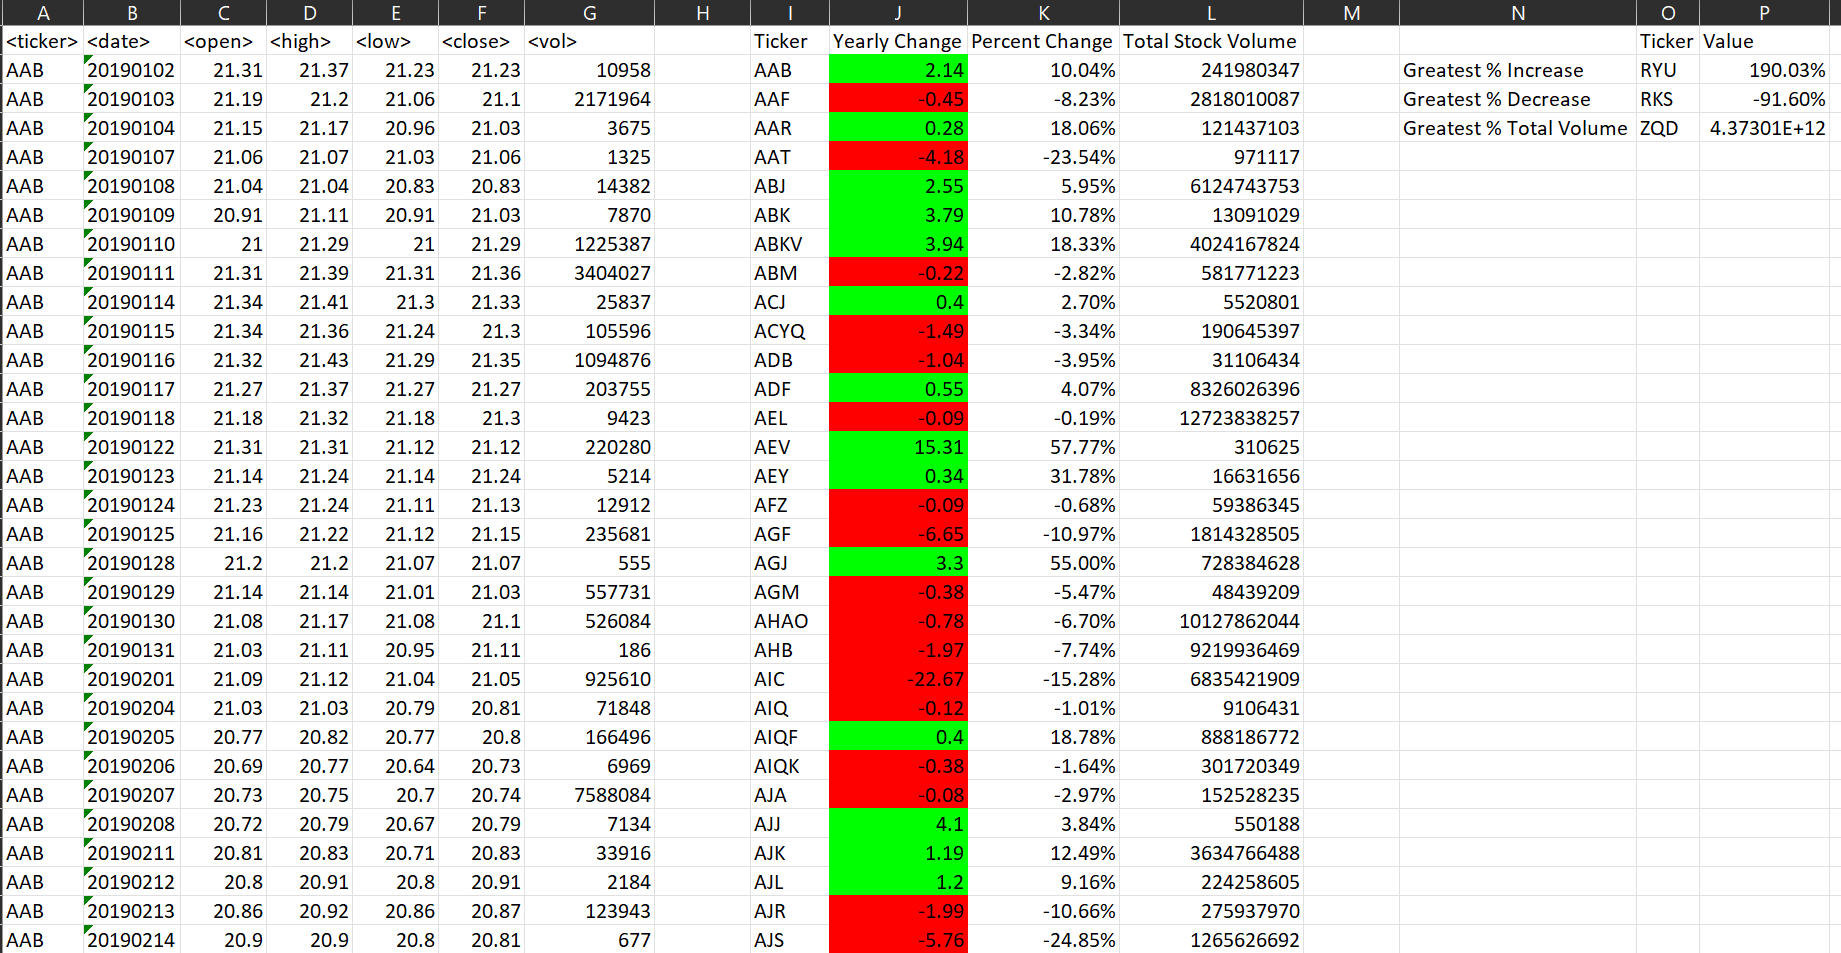 A B C D E F G H I J K L M N O P
<ticker> <date> <open> <high> <low> <close> <vol> Ticker Yearly Change Percent Change Total Stock Volume Ticker Value
AAB 20190102 21.31 21.37 21.23 21.23 10958 AAB 2.14 10.04% 241980347 Greatest % Increase RYU 190.03%
AAB 20190103 21.19 21.2 21.06 21.1 2171964 AAF -0.45 -8.23% 2818010087 Greatest % Decrease RKS -91.60%
AAB 20190104 21.15 21.17 20.96 21.03 3675 AAR 0.28 18.06% 121437103 Greatest % Total Volume ZQD 4.37301E+12
AAB 20190107 21.06 21.07 21.03 21.06 1325 AAT -4.18 -23.54% 971117
AAB 20190108 21.04 21.04 20.83 20.83 14382 ABJ 2.55 5.95% 6124743753
AAB 20190109 20.91 21.11 20.91 21.03 7870 ABK 3.79 10.78% 13091029
AAB 20190110 21 21.29 21 21.29 1225387 ABKV 3.94 18.33% 4024167824
AAB 20190111 21.31 21.39 21.31 21.36 3404027 ABM -0.22 -2.82% 581771223
AAB 20190114 21.34 21.41 21.3 21.33 25837 ACJ 0.4 2.70% 5520801
AAB 20190115 21.34 21.36 21.24 21.3 105596 ACYQ -1.49 -3.34% 190645397
AAB 20190116 21.32 21.43 21.29 21.35 1094876 ADB -1.04 -3.95% 31106434
AAB 20190117 21.27 21.37 21.27 21.27 203755 ADF 0.55 4.07% 8326026396
AAB 20190118 21.18 21.32 21.18 21.3 9423 AEL -0.09 -0.19% 12723838257
AAB 20190122 21.31 21.31 21.12 21.12 220280 AEV 15.31 57.77% 310625
AAB 20190123 21.14 21.24 21.14 21.24 5214 AEY 0.34 31.78% 16631656
AAB 20190124 21.23 21.24 21.11 21.13 12912 AFZ -0.09 -0.68% 59386345
AAB 20190125 21.16 21.22 21.12 21.15 235681 AGF -6.65 -10.97% 1814328505
AAB 20190128 21.2 21.2 21.07 21.07 555 AGJ 3.3 55.00% 728384628
AAB 20190129 21.14 21.14 21.01 21.03 557731 AGM -0.38 -5.47% 48439209
AAB 20190130 21.08 21.17 21.08 21.1 526084 AHAO -0.78 -6.70% 10127862044
AAB 20190131 21.03 21.11 20.95 21.11 186 AHB -1.97 -7.74% 9219936469
AAB 20190201 21.09 21.12 21.04 21.05 925610 AIC -22.67 -15.28% 6835421909
AAB 20190204 21.03 21.03 20.79 20.81 71848 AIQ -0.12 -1.01% 9106431
AAB 20190205 20.77 20.82 20.77 20.8 166496 AIQF 0.4 18.78% 888186772
AAB 20190206 20.69 20.77 20.64 20.73 6969 AIQK -0.38 -1.64% 301720349
AAB 20190207 20.73 20.75 20.7 20.74 7588084 AJA -0.08 -2.97% 152528235
AAB 20190208 20.72 20.79 20.67 20.79 7134 AJJ 4.1 3.84% 550188
AAB 20190211 20.81 20.83 20.71 20.83 33916 AJK 1.19 12.49% 3634766488
AAB 20190212 20.8 20.91 20.8 20.91 2184 AJL 1.2 9.16% 224258605
AAB 20190213 20.86 20.92 20.86 20.87 123943 AJR -1.99 -10.66% 275937970
AAB 20190214 20.9 20.9 20.8 20.81 677 AJS -5.76 -24.85% 1265626692